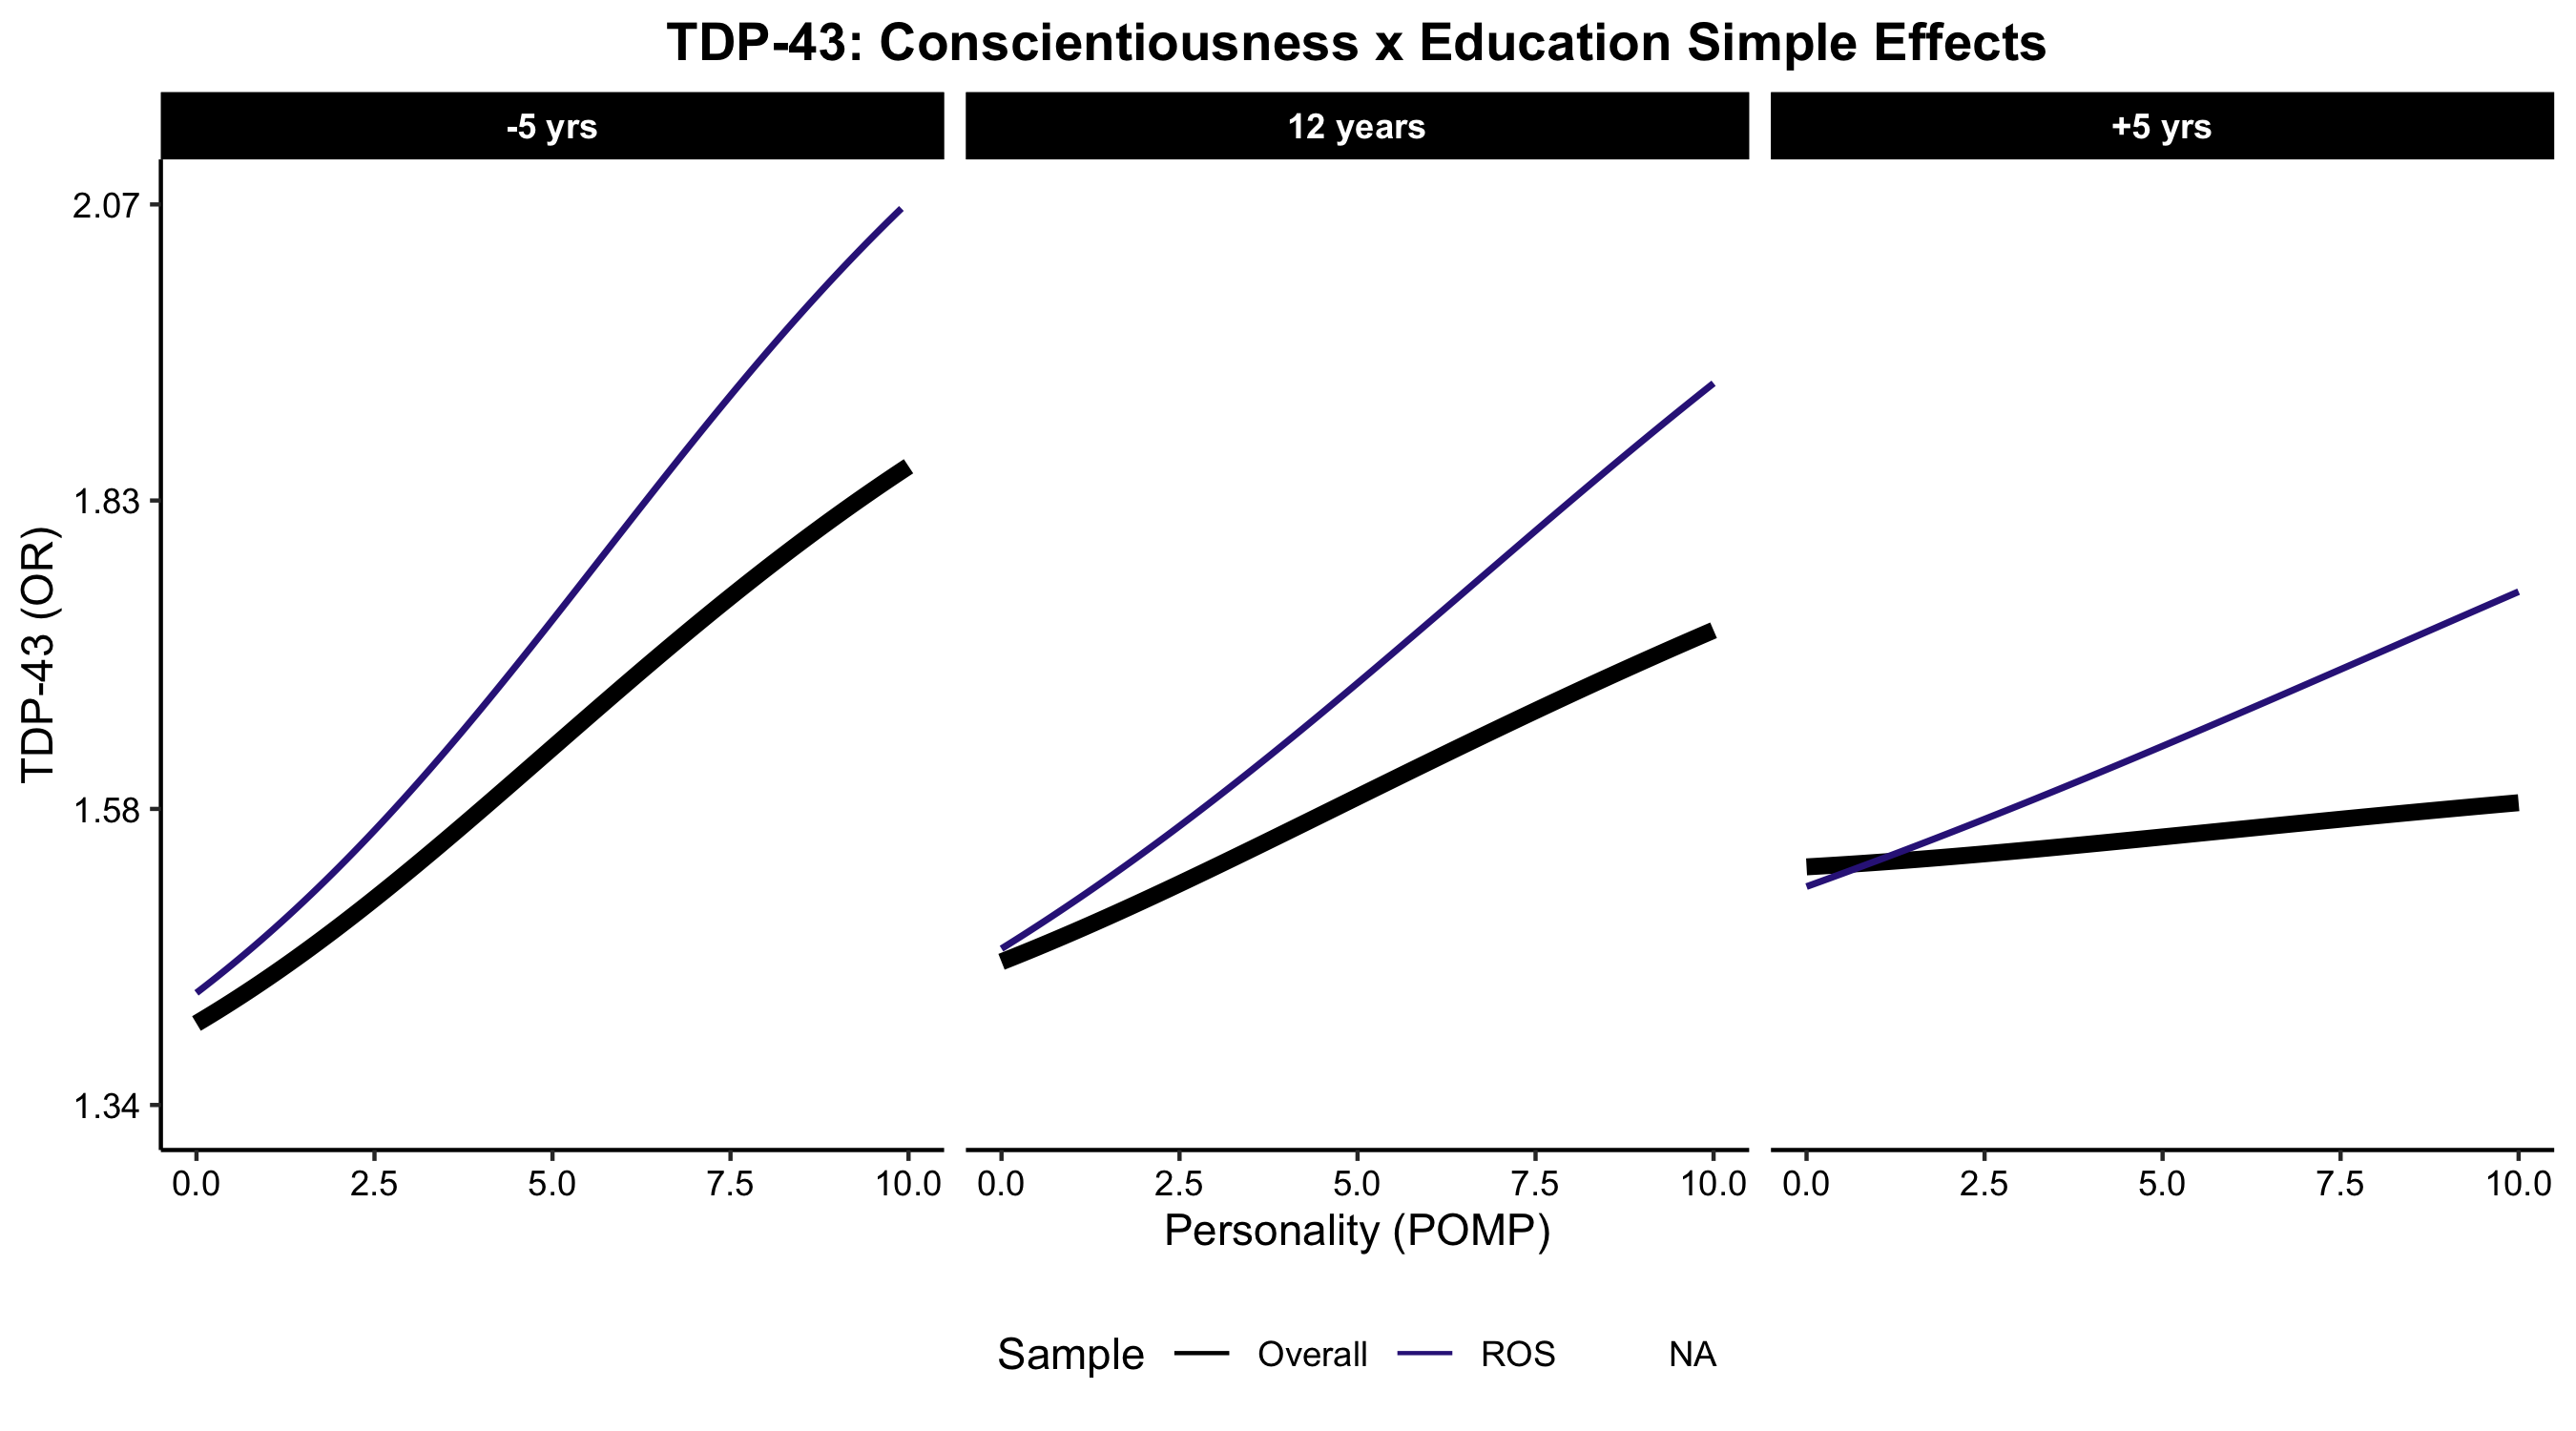 TDP-43: Conscientiousness x Education Simple Effects
-5 yrs
12 years
+5 yrs
TDP-43 (OR)
2.07
1.83
1.58
1.34
0.0 2.5 5.0 7.5 10.0
0.0 2.5 5.0 7.5 10.0
0.0 2.5 5.0 7.5 10.0
Personality (POMP)
Sample Overall ROS NA